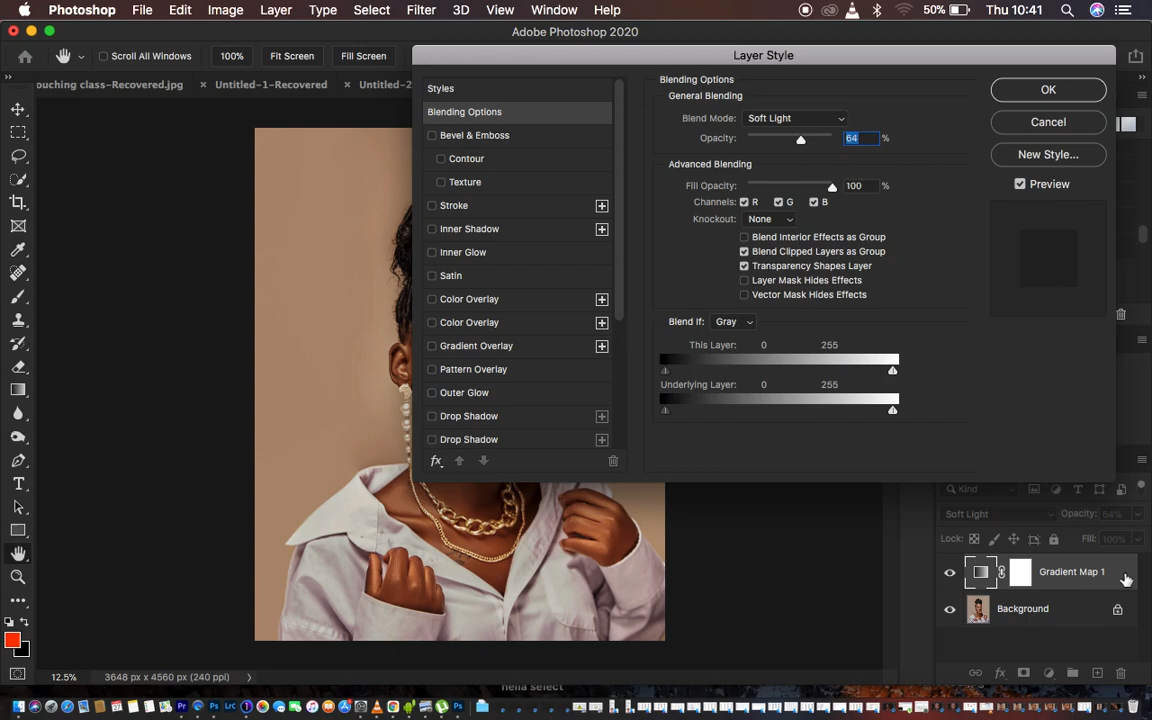 Photoshop File Edit Image Layer Type Select Filter 3D View Window Help 50% Thu 10:41
Adobe Photoshop 2020
Scroll All Windows 100% Fit Screen Fill Screen
ouching class-Recovered.jpg × Untitled-1-Recovered × Untitled-2
Layer Style
Styles
Blending Options
Bevel & Emboss
Contour
Texture
Stroke
Inner Shadow
Inner Glow
Satin
Color Overlay
Color Overlay
Gradient Overlay
Pattern Overlay
Outer Glow
Drop Shadow
Drop Shadow
fx
Blending Options
General Blending
Blend Mode: Soft Light
Opacity: 64 %
Advanced Blending
Fill Opacity: 100 %
Channels: R G B
Knockout: None
Blend Interior Effects as Group
Blend Clipped Layers as Group
Transparency Shapes Layer
Layer Mask Hides Effects
Vector Mask Hides Effects
Blend If: Gray
This Layer: 0 255
Underlying Layer: 0 255
OK
Cancel
New Style...
Preview
Kind
Soft Light Opacity: 64%
Lock: Fill: 100%
Gradient Map 1
Background
fx
12.5% 3648 px x 4560 px (240 ppi)